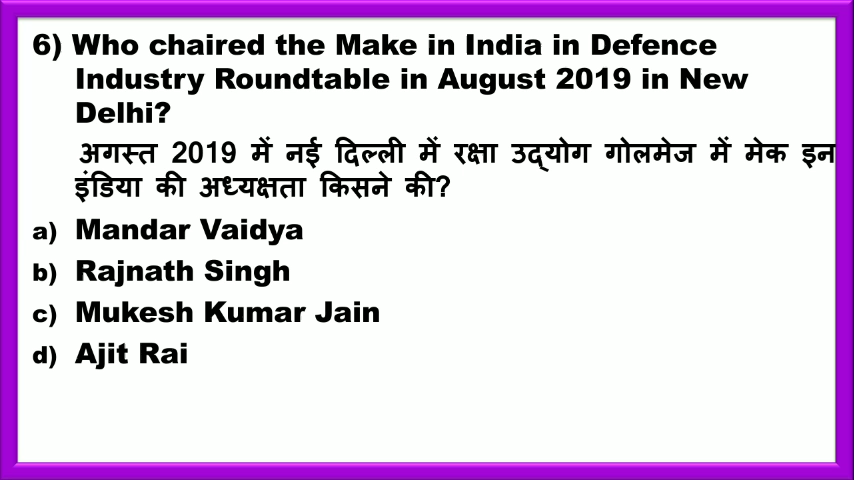 6) Who chaired the Make in India in Defence
Industry Roundtable in August 2019 in New
Delhi?
अगस्त 2019 में नई दिल्ली में रक्षा उद्योग गोलमेज में मेक इन
इंडिया की अध्यक्षता किसने की?
a) Mandar Vaidya
b) Rajnath Singh
c) Mukesh Kumar Jain
d) Ajit Rai